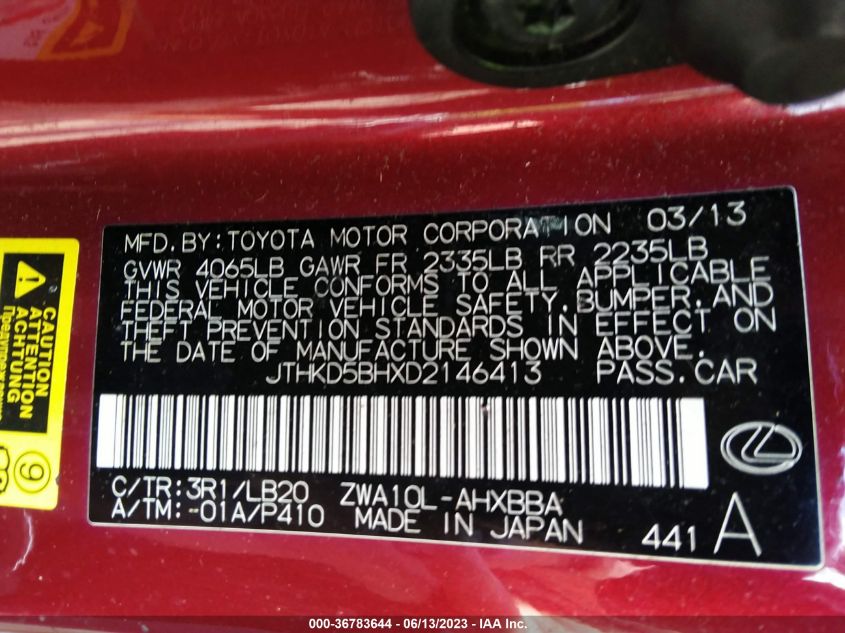 MFD. BY: TOYOTA MOTOR CORPORATION 03/13
GVWR 4065LB GAWR FR 2335LB RR 2235LB
THIS VEHICLE CONFORMS TO ALL APPLICABLE
FEDERAL MOTOR VEHICLE SAFETY, BUMPER, AND
THEFT PREVENTION STANDARDS IN EFFECT ON
THE DATE OF MANUFACTURE SHOWN ABOVE.
JTHKD5BHXD2146413 PASS. CAR
C/TR: 3R1/LB20 ZWA10L-AHXBBA
A/TM: -01A/P410 MADE IN JAPAN
441 A
CAUTION
ATTENTION
ACHTUNG
9
000-36783644 - 06/13/2023 - IAA Inc.